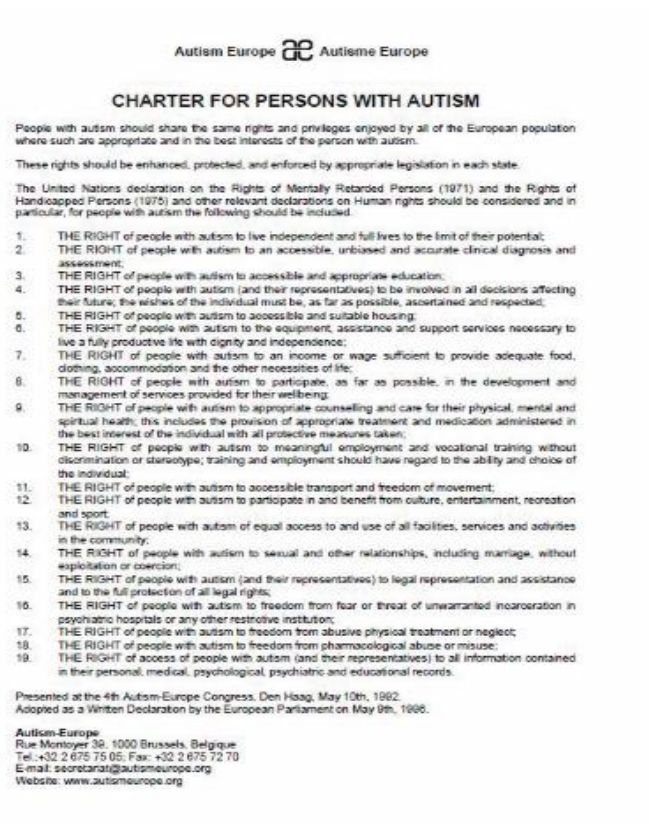 Autism Europe Autisme Europe
CHARTER FOR PERSONS WITH AUTISM
People with autism should share the same rights and privileges enjoyed by all of the European population
where such are appropriate and in the best interests of the person with autism.
These rights should be enhanced, protected, and enforced by appropriate legislation in each state.
The United Nations declaration on the Rights of Mentally Retarded Persons (1971) and the Rights of
Handicapped Persons (1975) and other relevant declarations on Human rights should be considered and in
particular, for people with autism the following should be included.
1. THE RIGHT of people with autism to live independent and full lives to the limit of their potential;
2. THE RIGHT of people with autism to an accessible, unbiased and accurate clinical diagnosis and
assessment;
3. THE RIGHT of people with autism to accessible and appropriate education;
4. THE RIGHT of people with autism (and their representatives) to be involved in all decisions affecting
their future; the wishes of the individual must be, as far as possible, ascertained and respected;
5. THE RIGHT of people with autism to accessible and suitable housing;
6. THE RIGHT of people with autism to the equipment, assistance and support services necessary to
live a fully productive life with dignity and independence;
7. THE RIGHT of people with autism to an income or wage sufficient to provide adequate food,
clothing, accommodation and the other necessities of life;
8. THE RIGHT of people with autism to participate, as far as possible, in the development and
management of services provided for their wellbeing;
9. THE RIGHT of people with autism to appropriate counselling and care for their physical, mental and
spiritual health; this includes the provision of appropriate treatment and medication administered in
the best interest of the individual with all protective measures taken;
10. THE RIGHT of people with autism to meaningful employment and vocational training without
discrimination or stereotype; training and employment should have regard to the ability and choice of
the individual;
11. THE RIGHT of people with autism to accessible transport and freedom of movement;
12. THE RIGHT of people with autism to participate in and benefit from culture, entertainment, recreation
and sport;
13. THE RIGHT of people with autism of equal access to and use of all facilities, services and activities
in the community;
14. THE RIGHT of people with autism to sexual and other relationships, including marriage, without
exploitation or coercion;
15. THE RIGHT of people with autism (and their representatives) to legal representation and assistance
and to the full protection of all legal rights;
16. THE RIGHT of people with autism to freedom from fear or threat of unwarranted incarceration in
psychiatric hospitals or any other restrictive institution;
17. THE RIGHT of people with autism to freedom from abusive physical treatment or neglect;
18. THE RIGHT of people with autism to freedom from pharmacological abuse or misuse;
19. THE RIGHT of access of people with autism (and their representatives) to all information contained
in their personal, medical, psychological, psychiatric and educational records.
Presented at the 4th Autism-Europe Congress, Den Haag, May 10th, 1992.
Adopted as a Written Declaration by the European Parliament on May 9th, 1996.
Autism-Europe
Rue Montoyer 39, 1000 Brussels, Belgique
Tel.:+32 2 675 75 05; Fax: +32 2 675 72 70
E-mail: secretariat@autismeurope.org
Website: www.autismeurope.org